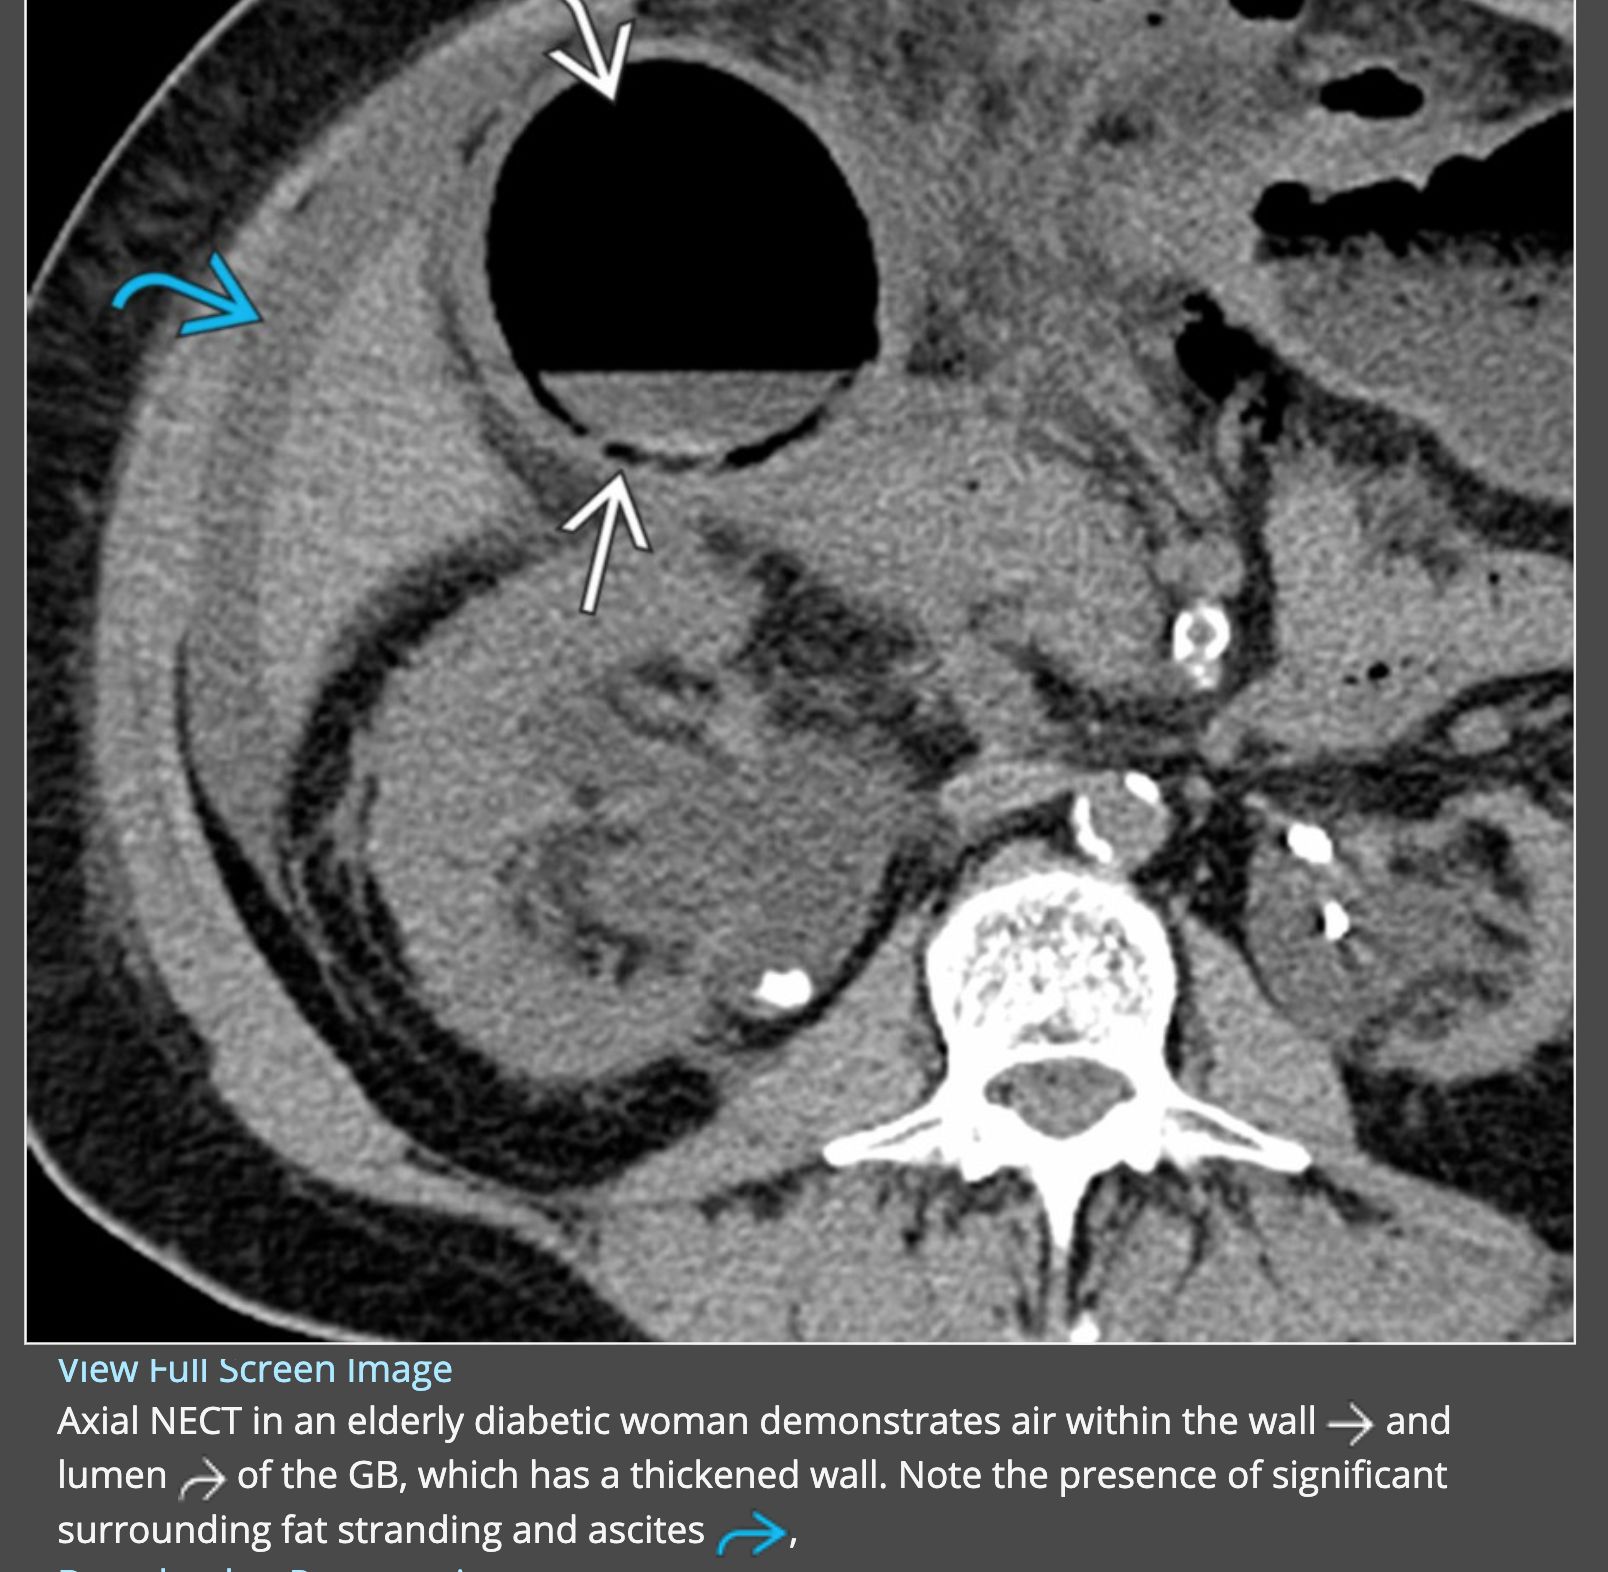 View Full Screen Image
Axial NECT in an elderly diabetic woman demonstrates air within the wall → and
lumen of the GB, which has a thickened wall. Note the presence of significant
surrounding fat stranding and ascites ,